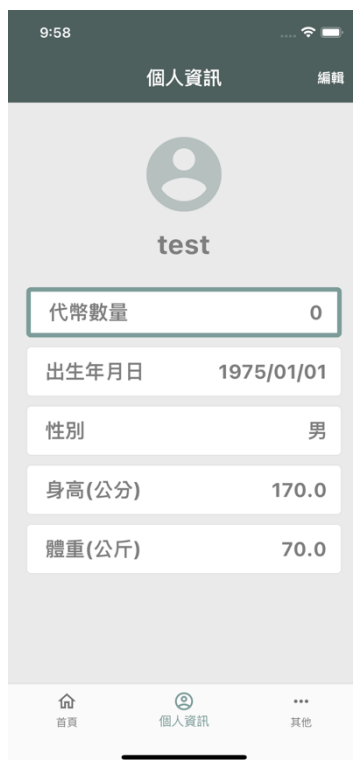 9:58
個人資訊 編輯
test
代幣數量 0
出生年月日 1975/01/01
性別 男
身高(公分) 170.0
體重(公斤) 70.0
首頁 個人資訊 其他